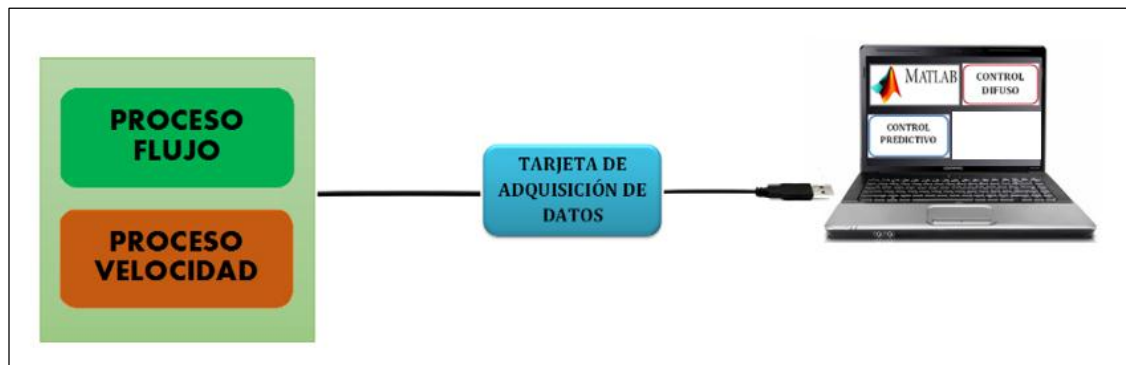 PROCESO
FLUJO
PROCESO
VELOCIDAD
TARJETA DE
ADQUISICIÓN DE
DATOS
MATLAB
CONTROL
DIFUSO
CONTROL
PREDICTIVO